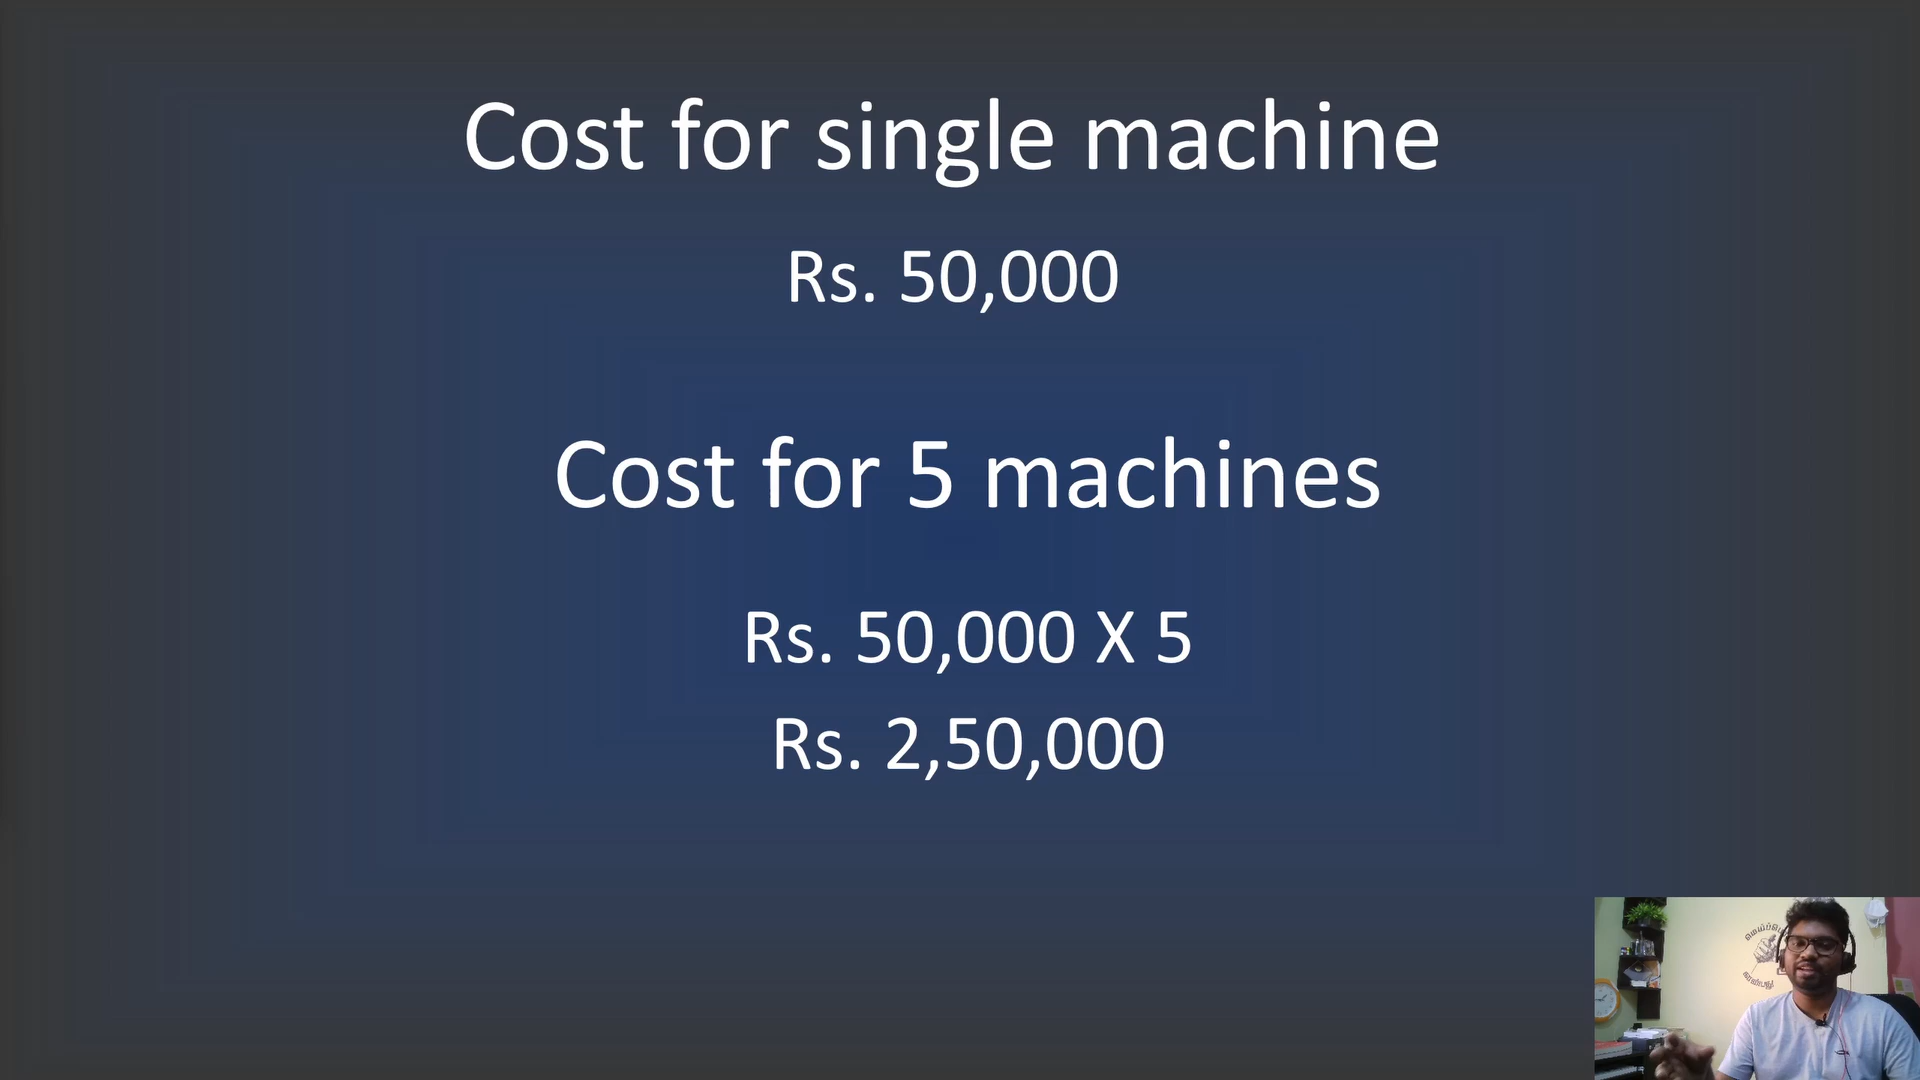 Cost for single machine
Rs. 50,000
Cost for 5 machines
Rs. 50,000 X 5
Rs. 2,50,000